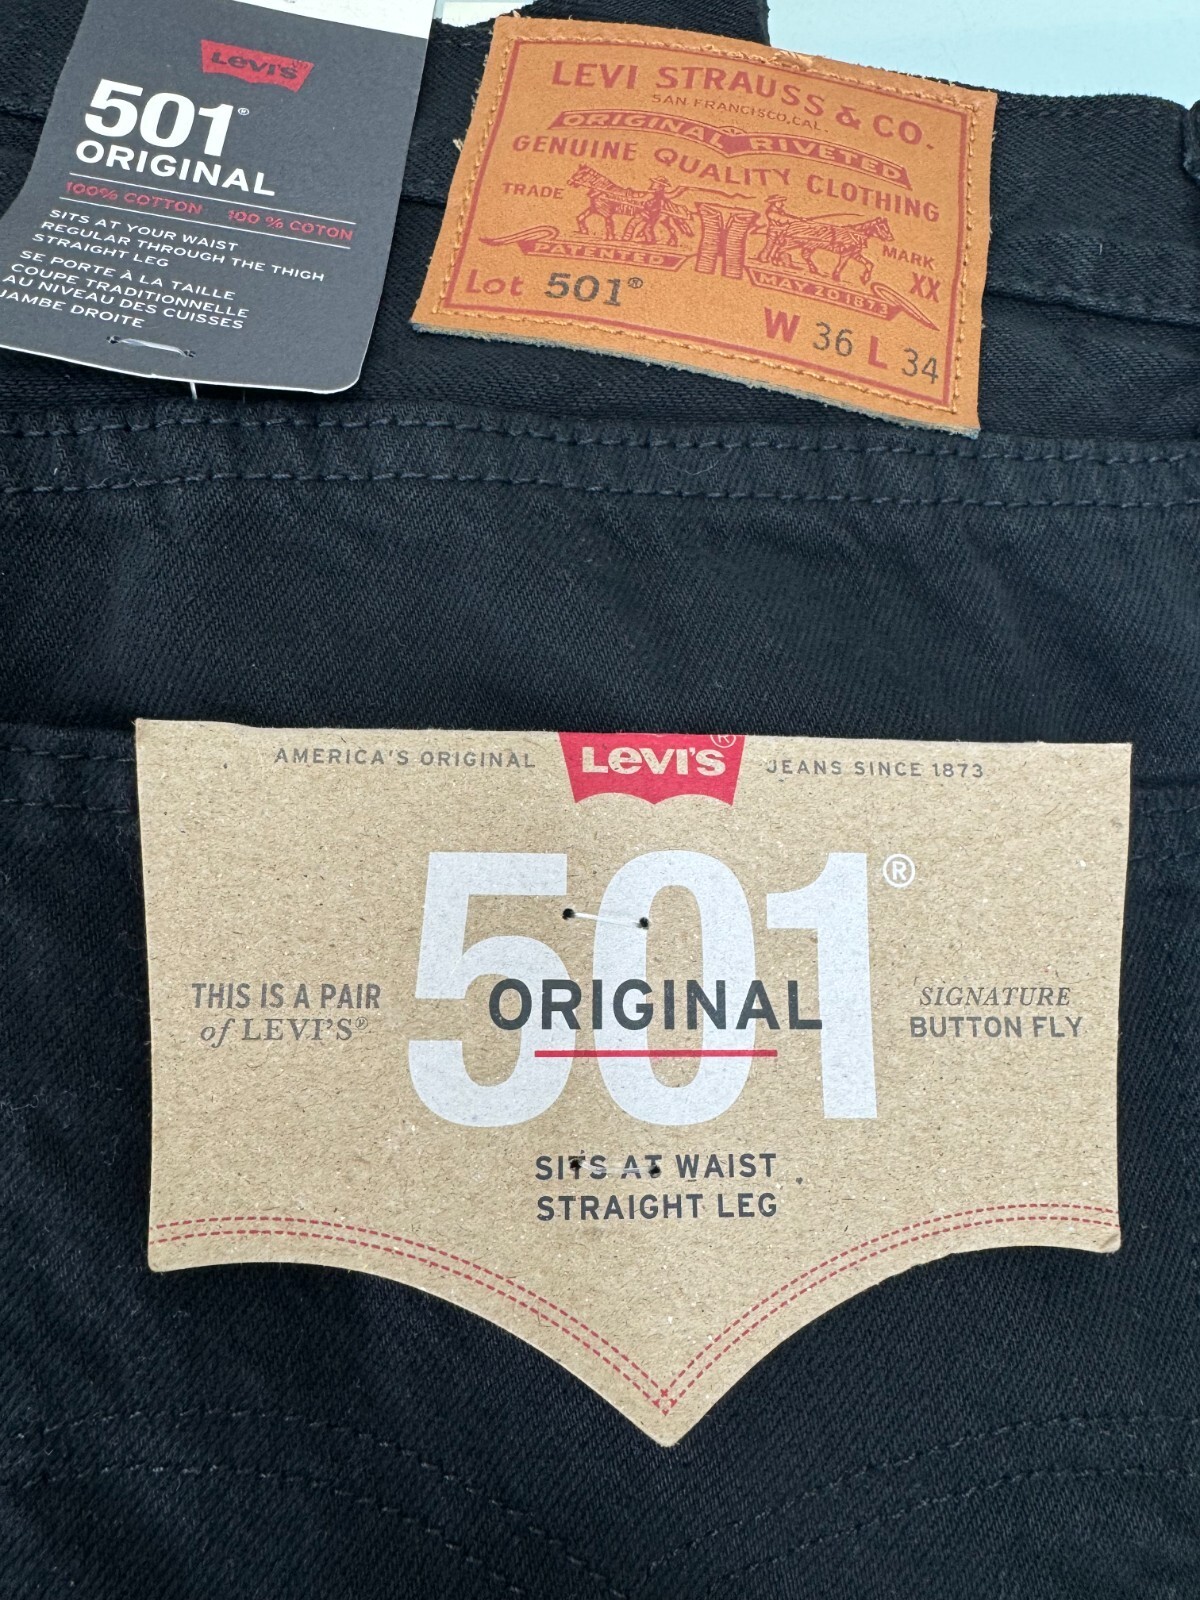 LEVI'S
501®
ORIGINAL
100% COTTON 100 % COTON
SITS AT YOUR WAIST
REGULAR THROUGH THE THIGH
STRAIGHT LEG
SE PORTE À LA TAILLE
COUPE TRADITIONNELLE
AU NIVEAU DES CUISSES
JAMBE DROITE
LEVI STRAUSS & CO.
SAN FRANCISCO, CAL.
ORIGINAL RIVETED
GENUINE QUALITY CLOTHING
TRADE MARK
PATENTED MAY 20 1873
XX
Lot 501®
W 36 L 34
AMERICA'S ORIGINAL LEVI'S® JEANS SINCE 1873
501®
THIS IS A PAIR
of LEVI'S®
ORIGINAL
SIGNATURE
BUTTON FLY
SITS AT WAIST
STRAIGHT LEG